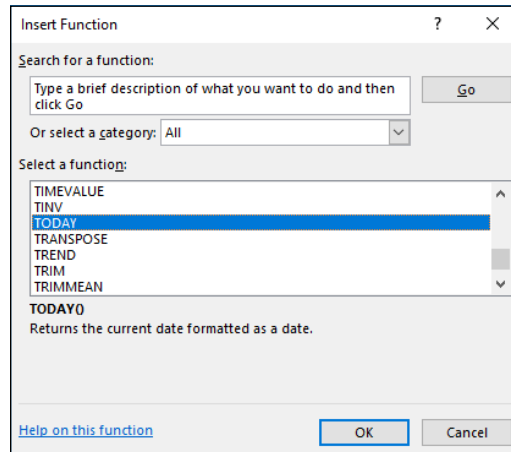 Insert Function ?
Search for a function:
Type a brief description of what you want to do and then
click Go
Go
Or select a category: All
Select a function:
TIMEVALUE
TINV
TODAY
TRANSPOSE
TREND
TRIM
TRIMMEAN
TODAY()
Returns the current date formatted as a date.
Help on this function
OK Cancel